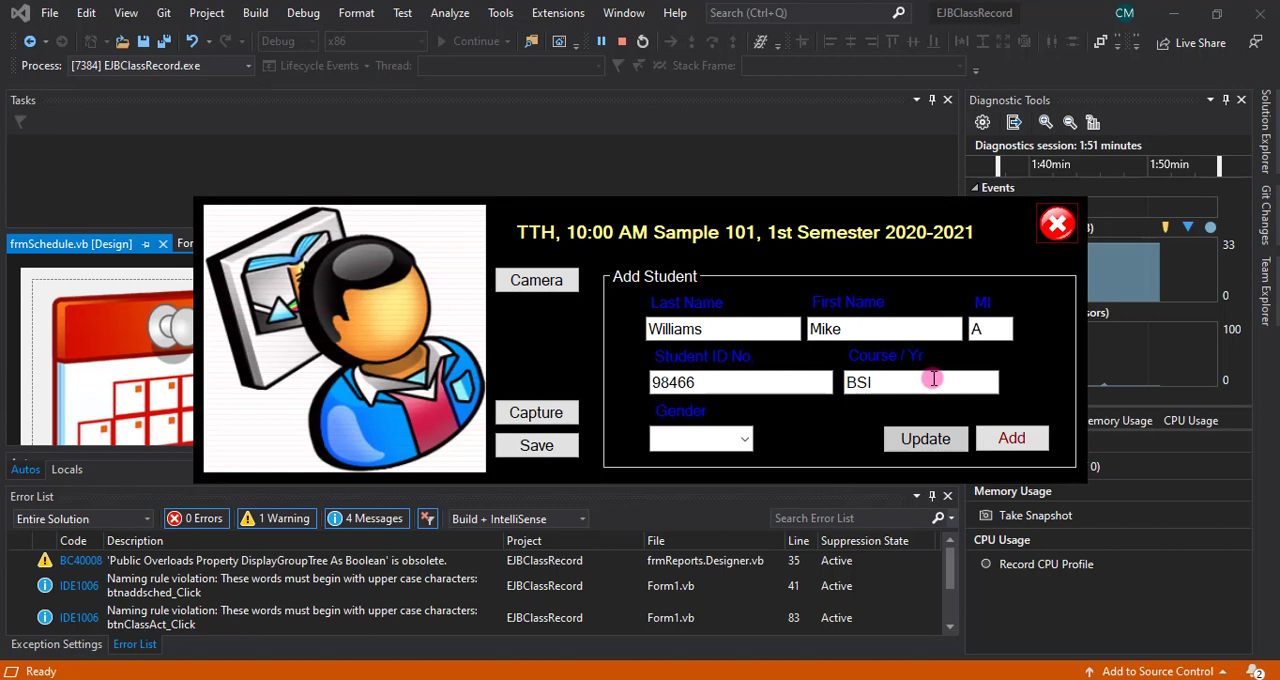 File Edit View Git Project Build Debug Format Test Analyze Tools Extensions Window Help Search (Ctrl+Q) EJBClassRecord CM
Debug x86 Continue Live Share
Process: [7384] EJBClassRecord.exe Lifecycle Events Thread: Stack Frame:
Tasks
Diagnostic Tools
Diagnostics session: 1:51 minutes
1:40min 1:50min
Events
33
0
100
0
Memory Usage CPU Usage
Memory Usage
Take Snapshot
CPU Usage
Record CPU Profile
Solution Explorer
Git Changes
Team Explorer
frmSchedule.vb [Design]
TTH, 10:00 AM Sample 101, 1st Semester 2020-2021
Camera
Capture
Save
Add Student
Last Name First Name MI
Williams Mike A
Student ID No. Course / Yr
98466 BSI
Gender
Update Add
Autos Locals
Error List
Entire Solution 0 Errors 1 Warning 4 Messages Build + IntelliSense Search Error List
Code Description Project File Line Suppression State
BC40008 'Public Overloads Property DisplayGroupTree As Boolean' is obsolete. EJBClassRecord frmReports.Designer.vb 35 Active
IDE1006 Naming rule violation: These words must begin with upper case characters: btnaddsched_Click EJBClassRecord Form1.vb 41 Active
IDE1006 Naming rule violation: These words must begin with upper case characters: btnClassAct_Click EJBClassRecord Form1.vb 83 Active
Exception Settings Error List
Ready Add to Source Control 2